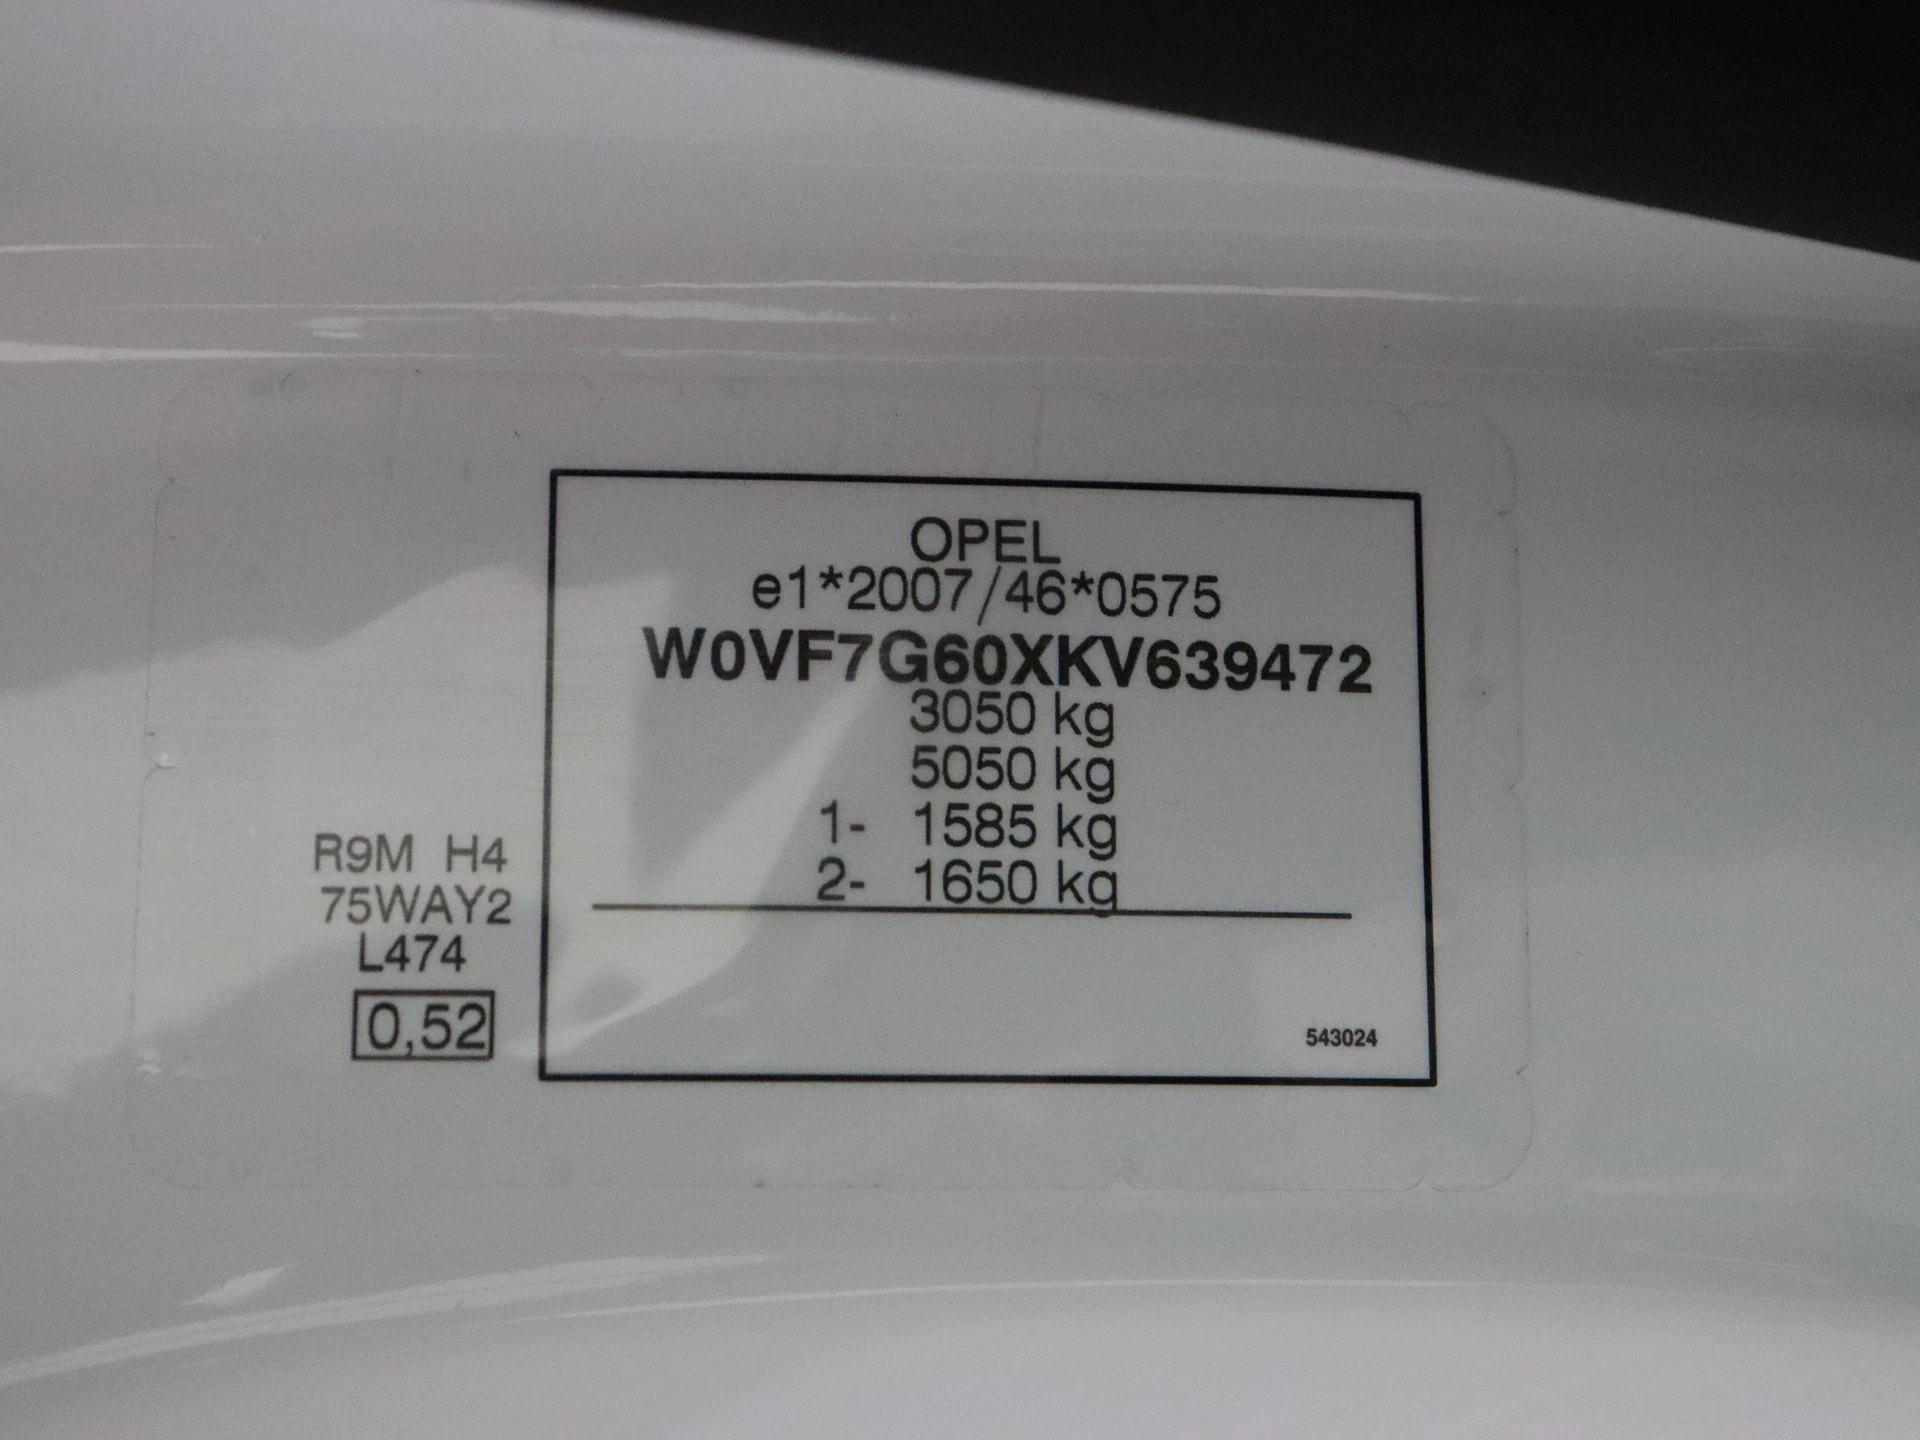 OPEL
e1*2007/46*0575
W0VF7G60XKV639472
3050 kg
5050 kg
1- 1585 kg
2- 1650 kg
R9M H4
75WAY2
L474
0,52
543024